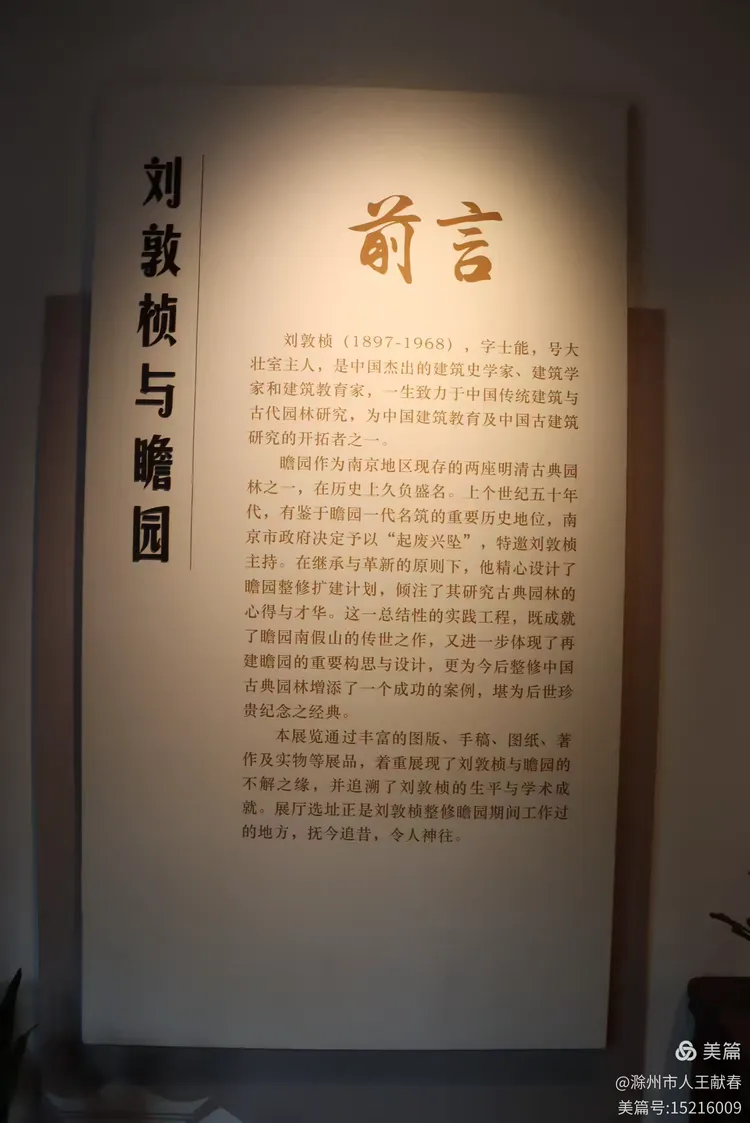 刘敦桢与瞻园
前言
刘敦桢（1897-1968），字士能，号大
壮室主人，是中国杰出的建筑史学家、建筑学
家和建筑教育家，一生致力于中国传统建筑与
古代园林研究，为中国建筑教育及中国古建筑
研究的开拓者之一。
瞻园作为南京地区现存的两座明清古典园
林之一，在历史上久负盛名。上个世纪五十年
代，有鉴于瞻园一代名筑的重要历史地位，南
京市政府决定予以“起废兴坠”，特邀刘敦桢
主持。在继承与革新的原则下，他精心设计了
瞻园整修扩建计划，倾注了其研究古典园林的
心得与才华。这一总结性的实践工程，既成就
了瞻园南假山的传世之作，又进一步体现了再
建瞻园的重要构思与设计，更为今后整修中国
古典园林增添了一个成功的案例，堪为后世珍
贵纪念之经典。
本展览通过丰富的图版、手稿、图纸、著
作及实物等展品，着重展现了刘敦桢与瞻园的
不解之缘，并追溯了刘敦桢的生平与学术成
就。展厅选址正是刘敦桢整修瞻园期间工作过
的地方，抚今追昔，令人神往。
美篇
@滁州市人王献春
美篇号:15216009